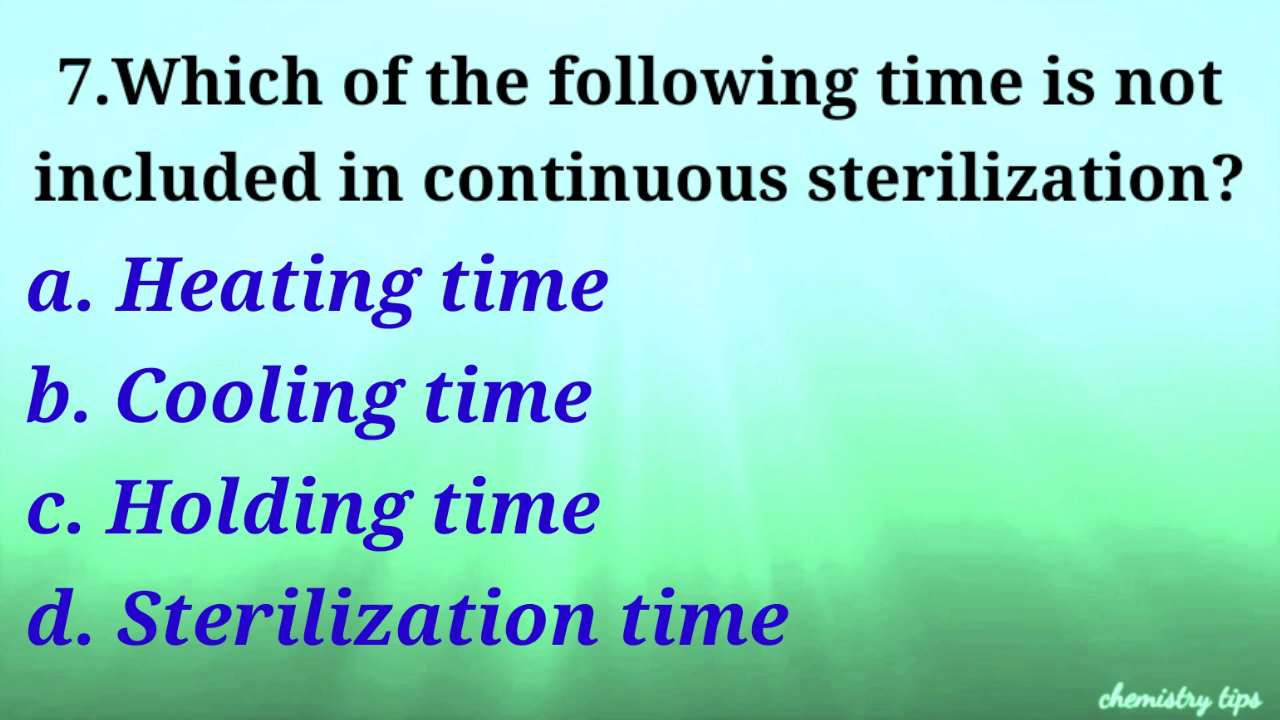 7.Which of the following time is not
included in continuous sterilization?
a. Heating time
b. Cooling time
c. Holding time
d. Sterilization time
chemistry tips